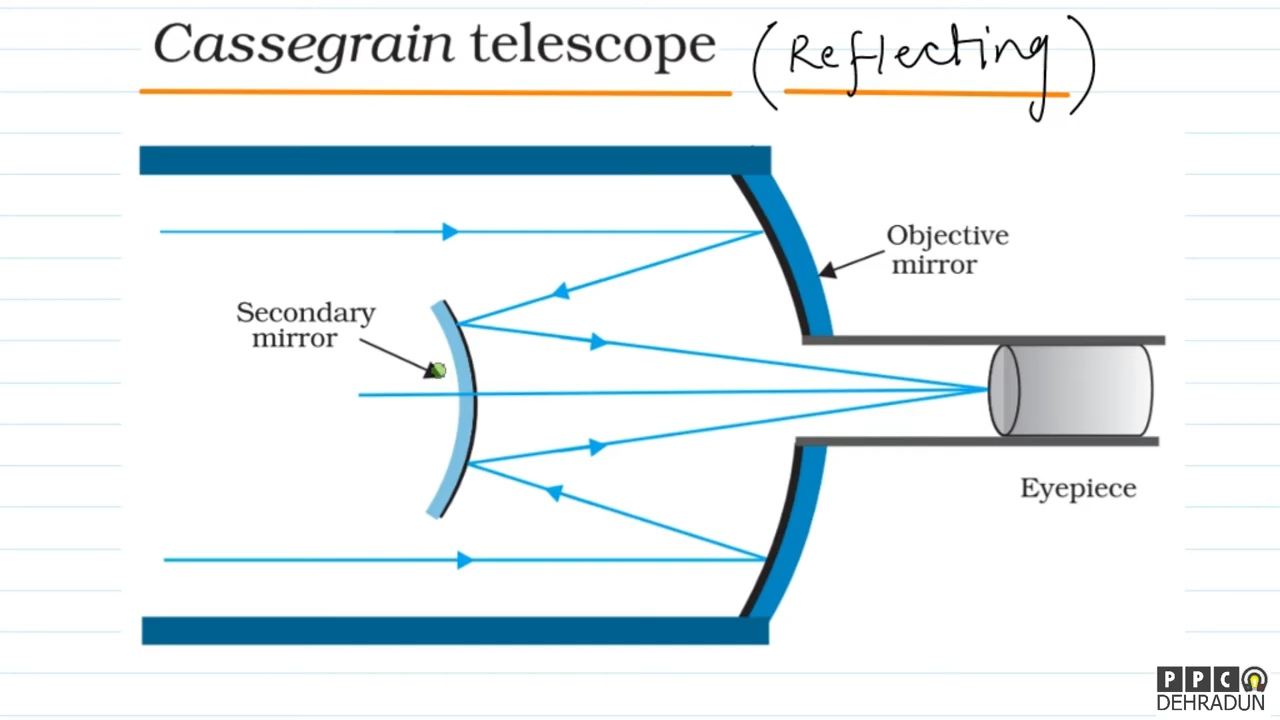 Cassegrain telescope (Reflecting)
Objective
mirror
Secondary
mirror
Eyepiece
PPC
DEHRADUN